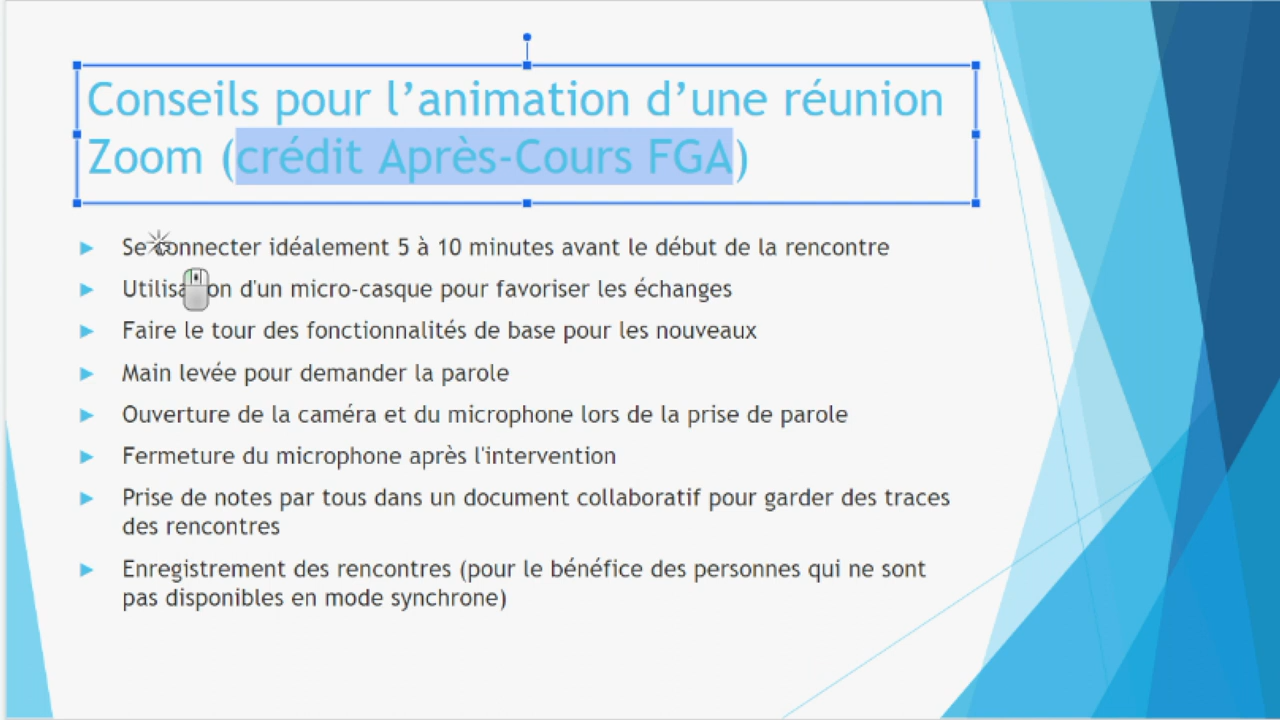 Conseils pour l’animation d’une réunion
Zoom (crédit Après-Cours FGA)
Se connecter idéalement 5 à 10 minutes avant le début de la rencontre
Utilisation d'un micro-casque pour favoriser les échanges
Faire le tour des fonctionnalités de base pour les nouveaux
Main levée pour demander la parole
Ouverture de la caméra et du microphone lors de la prise de parole
Fermeture du microphone après l'intervention
Prise de notes par tous dans un document collaboratif pour garder des traces
des rencontres
Enregistrement des rencontres (pour le bénéfice des personnes qui ne sont
pas disponibles en mode synchrone)